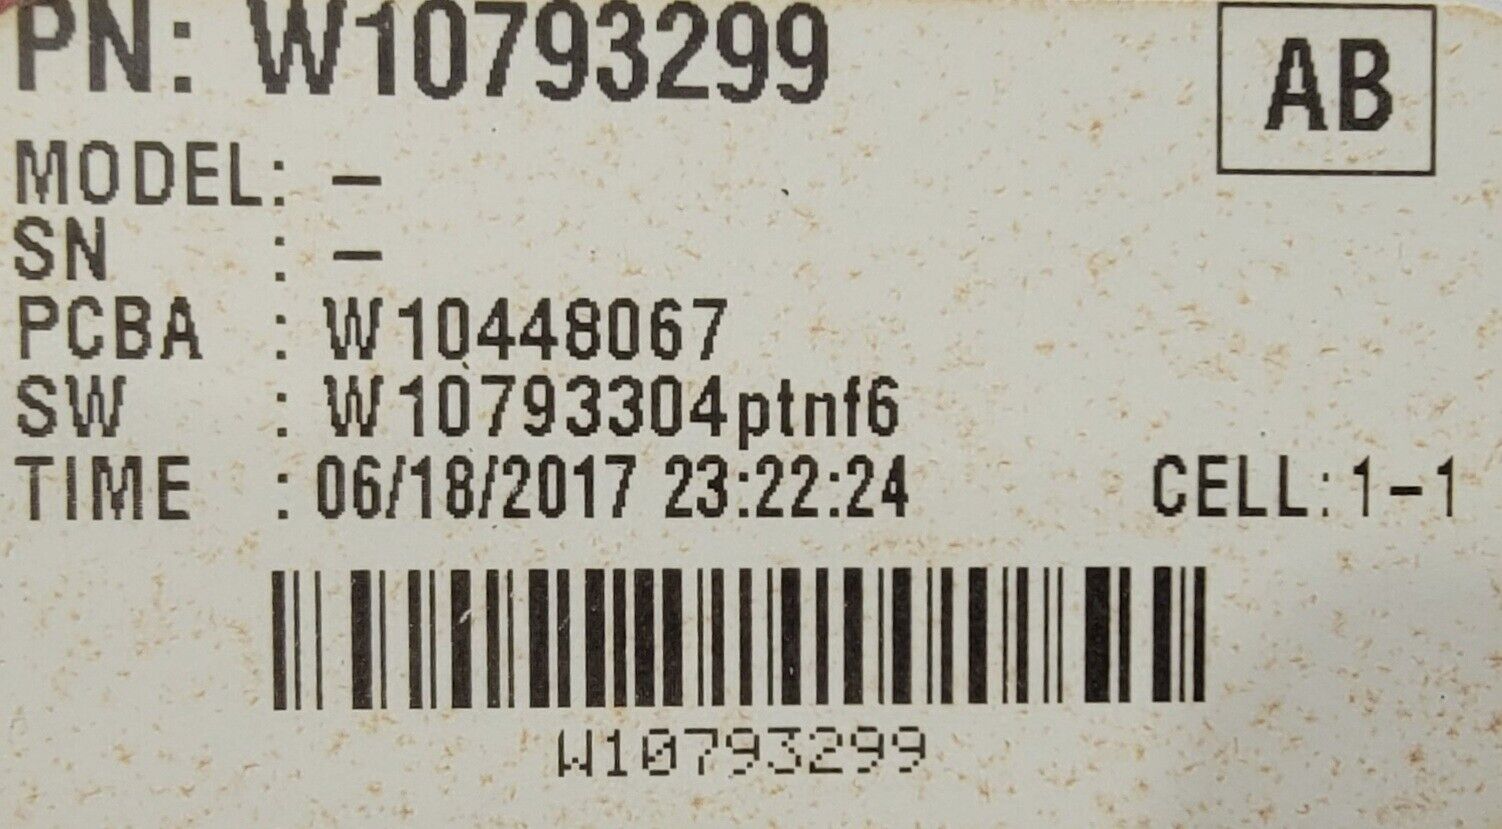 PN: W10793299
AB
MODEL: -
SN : -
PCBA : W10448067
SW : W10793304ptnf6
TIME : 06/18/2017 23:22:24 CELL: 1-1
W10793299